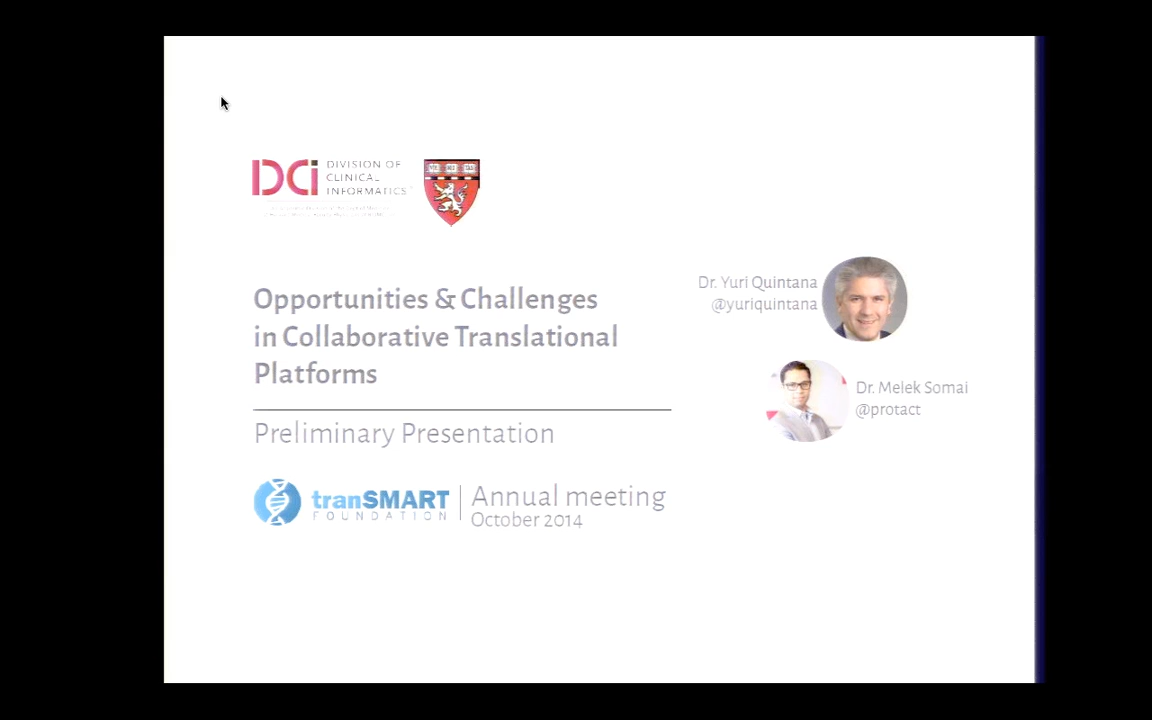 DCi
DIVISION OF
CLINICAL
INFORMATICS
Opportunities & Challenges
in Collaborative Translational
Platforms
Preliminary Presentation
tranSMART
FOUNDATION
Annual meeting
October 2014
Dr. Yuri Quintana
@yuriquintana
Dr. Melek Somai
@protact